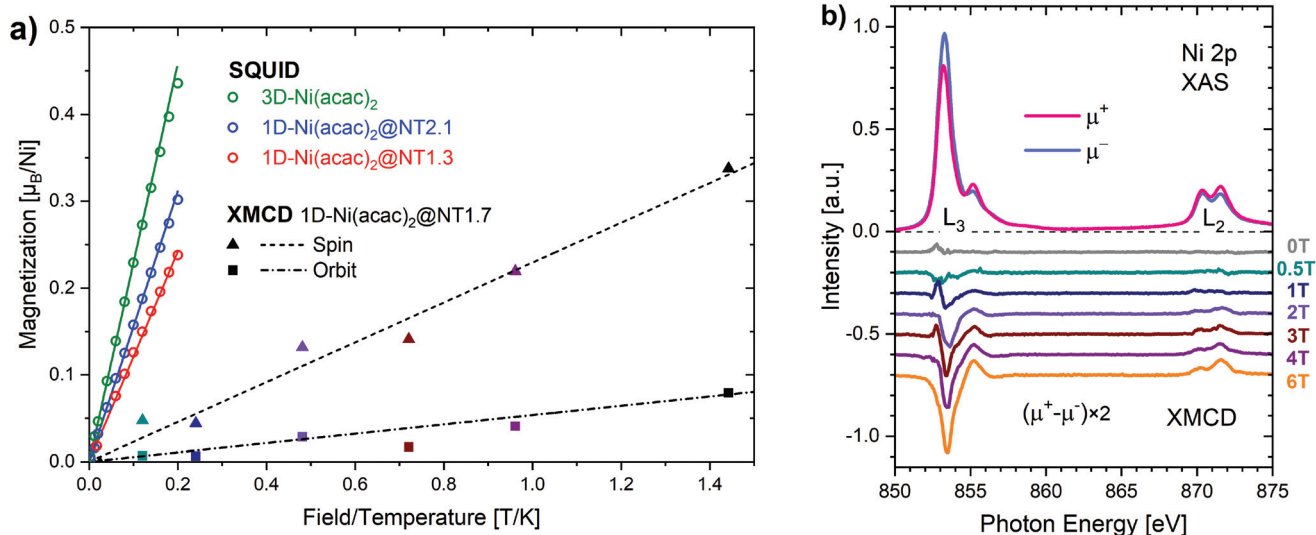 a)
0.5
0.4
0.3
0.2
0.1
0.0
Magnetization [μB/Ni]
SQUID
3D-Ni(acac)2
1D-Ni(acac)2@NT2.1
1D-Ni(acac)2@NT1.3
XMCD 1D-Ni(acac)2@NT1.7
Spin
Orbit
0.0 0.2 0.4 0.6 0.8 1.0 1.2 1.4
Field/Temperature [T/K]
b)
1.0
0.5
0.0
-0.5
-1.0
Intensity [a.u.]
Ni 2p
XAS
μ+
μ−
L3
L2
0T
0.5T
1T
2T
3T
4T
6T
(μ+-μ-)×2
XMCD
850 855 860 865 870 875
Photon Energy [eV]